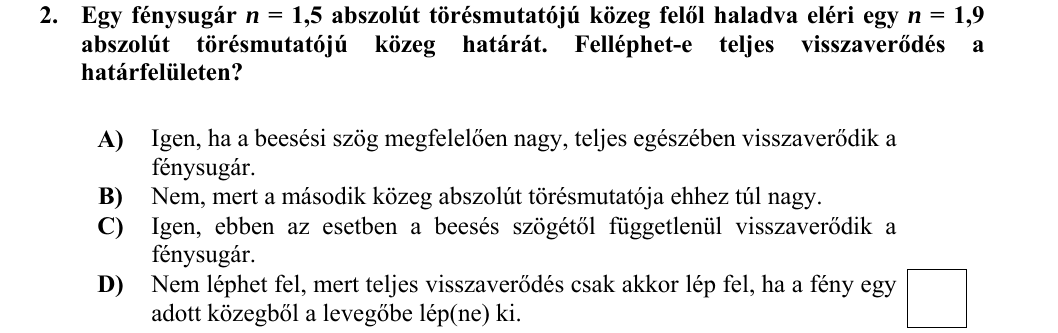 2. Egy fénysugár n = 1,5 abszolút törésmutatójú közeg felől haladva eléri egy n = 1,9
abszolút törésmutatójú közeg határát. Felléphet-e teljes visszaverődés a
határfelületen?
A) Igen, ha a beesési szög megfelelően nagy, teljes egészében visszaverődik a
fénysugár.
B) Nem, mert a második közeg abszolút törésmutatója ehhez túl nagy.
C) Igen, ebben az esetben a beesés szögétől függetlenül visszaverődik a
fénysugár.
D) Nem léphet fel, mert teljes visszaverődés csak akkor lép fel, ha a fény egy
adott közegből a levegőbe lép(ne) ki.